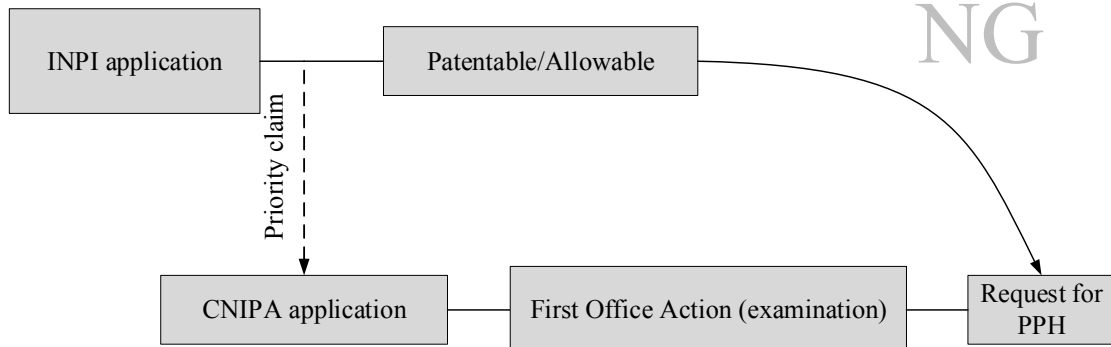 NG
INPI application
Patentable/Allowable
Priority claim
CNIPA application
First Office Action (examination)
Request for
PPH